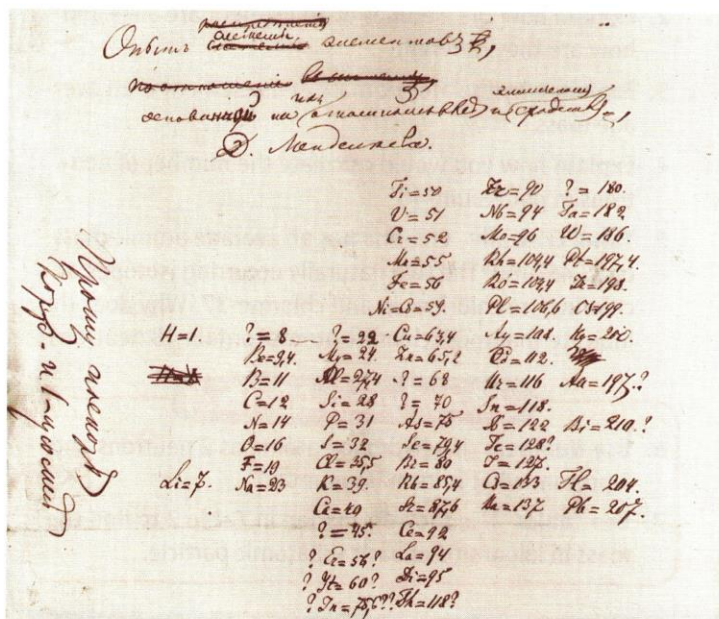 Опытъ системы элементовъ,
основанной на ихъ атомномъ вѣсѣ и химическомъ сходствѣ,
Д. Менделѣева.
Ti=50 Zr=90 ?=180.
V=51 Nb=94 Ta=182
Cr=52 Mo=96 W=186.
Mn=55 Rh=104,4 Pt=197,4
Fe=56 Ru=104,4 Ir=198.
Ni=Co=59. Pl=106,6 Os=199.
H=1. ?=8. ?=22 Cu=63,4 Ag=108. Hg=200.
Be=9,4. Mg=24. Zn=65,2 Cd=112.
B=11 Al=27,4 ?=68 Ur=116 Au=197.?
C=12 Si=28 ?=70 Sn=118.
N=14 P=31 As=75 Sb=122 Bi=210.?
O=16 S=32 Se=79,4 Te=128?
F=19 Cl=35,5 Br=80 J=127.
Li=7. Na=23 K=39. Rb=85,4 Cs=133 Tl=204.
Ca=40 Sr=87,6 Ba=137. Pb=207.
?=45. Ce=92
? Er=56? La=94
? Yt=60? Di=95
? In=75,6?? Th=118?
Прошу